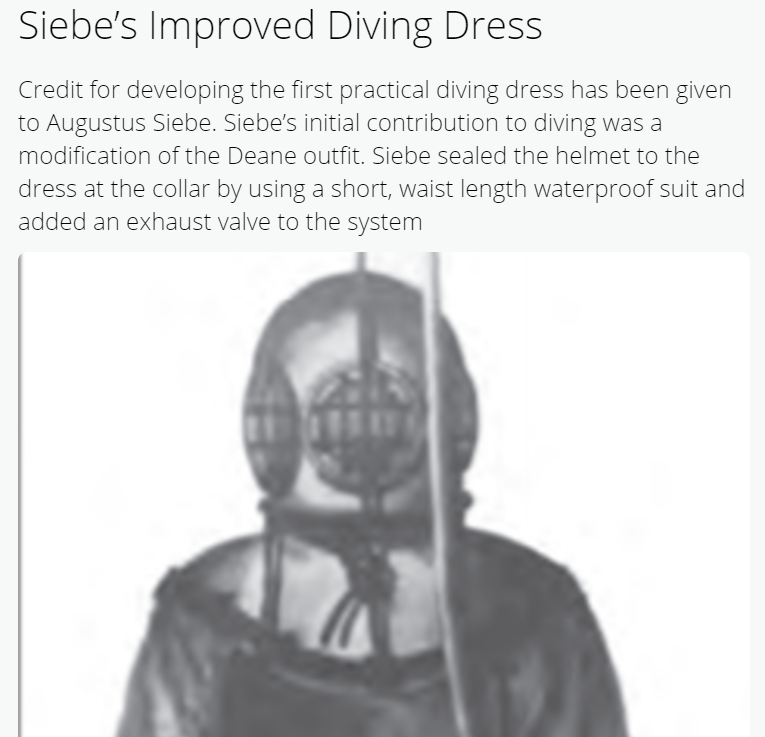 Siebe’s Improved Diving Dress
Credit for developing the first practical diving dress has been given
to Augustus Siebe. Siebe’s initial contribution to diving was a
modification of the Deane outfit. Siebe sealed the helmet to the
dress at the collar by using a short, waist length waterproof suit and
added an exhaust valve to the system